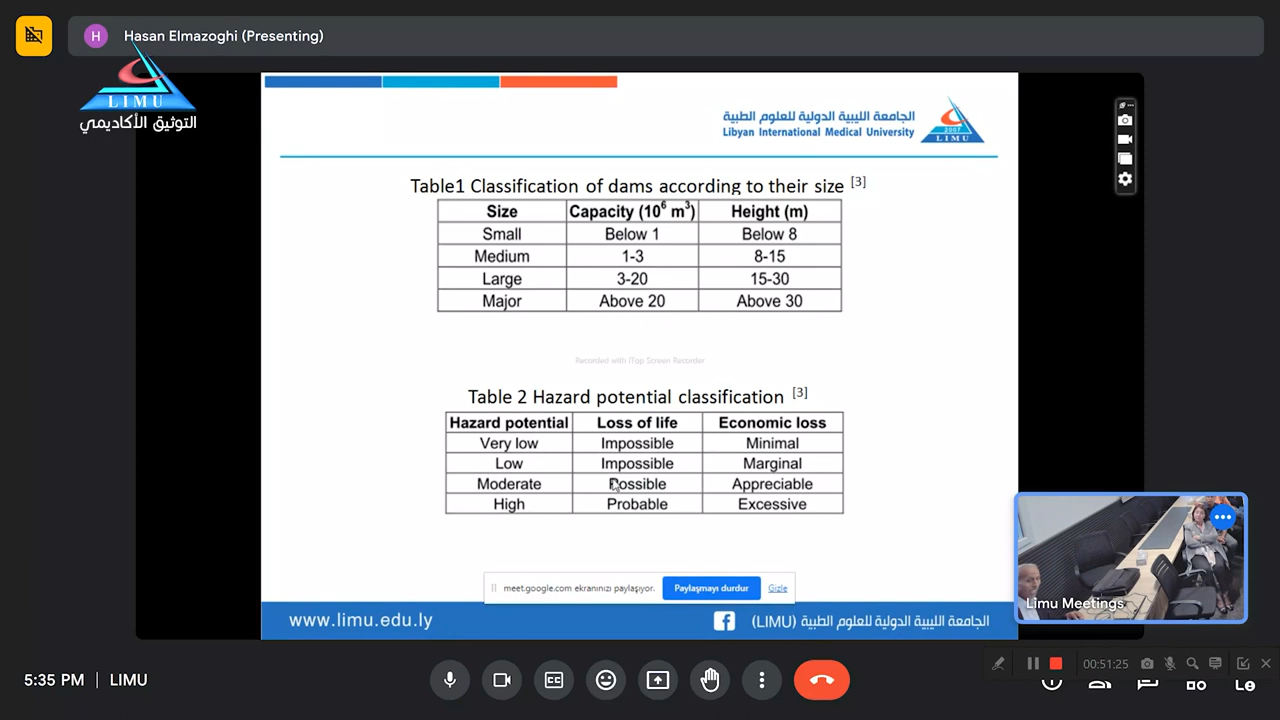 H Hasan Elmazoghi (Presenting)
LIMU
التوثيق الأكاديمي
الجامعة الليبية الدولية للعلوم الطبية
Libyan International Medical University
2007
LIMU
Table1 Classification of dams according to their size [3]
Size Capacity (10⁶ m³) Height (m)
Small Below 1 Below 8
Medium 1-3 8-15
Large 3-20 15-30
Major Above 20 Above 30
Recorded with iTop Screen Recorder
Table 2 Hazard potential classification [3]
Hazard potential Loss of life Economic loss
Very low Impossible Minimal
Low Impossible Marginal
Moderate Possible Appreciable
High Probable Excessive
meet.google.com ekranınızı paylaşıyor. Paylaşmayı durdur Gizle
Limu Meetings
www.limu.edu.ly
الجامعة الليبية الدولية للعلوم الطبية (LIMU)
00:51:25
5:35 PM | LIMU